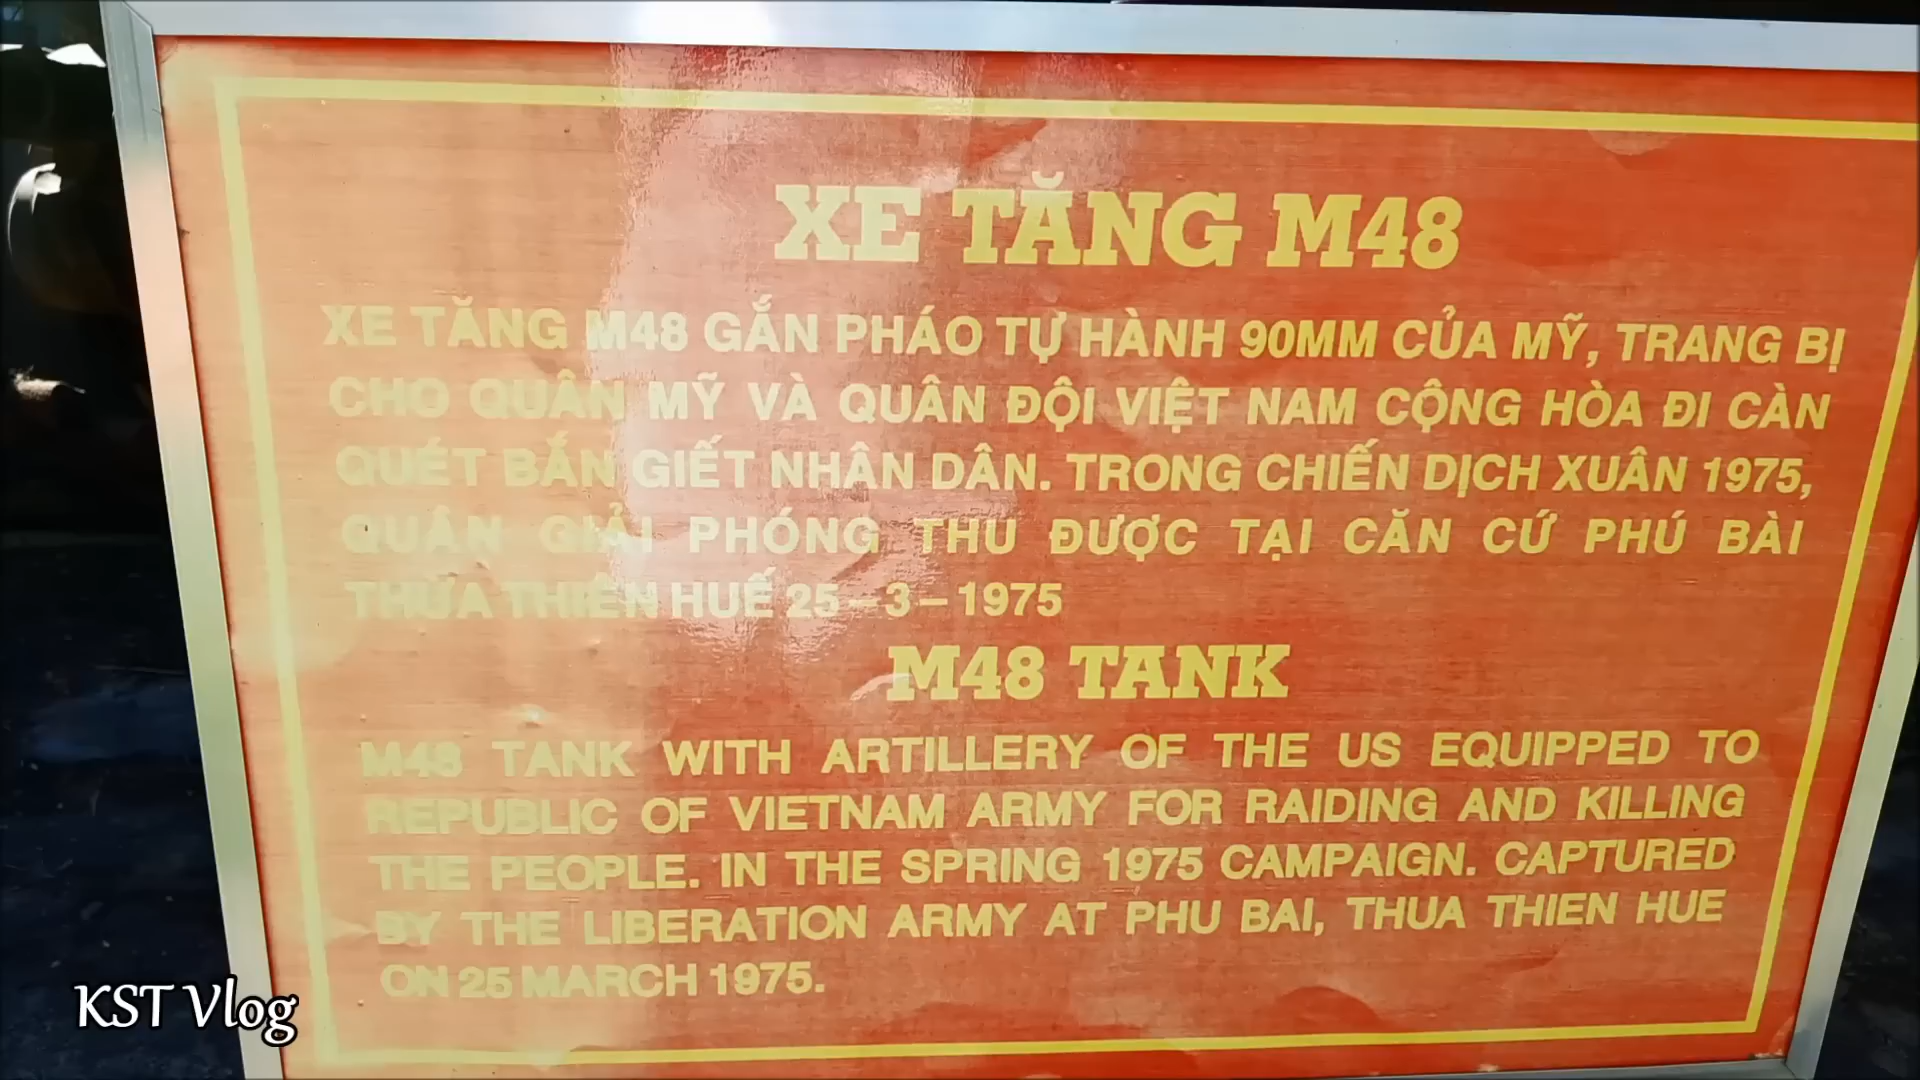 XE TĂNG M48
XE TĂNG M48 GẮN PHÁO TỰ HÀNH 90MM CỦA MỸ, TRANG BỊ
CHO QUÂN MỸ VÀ QUÂN ĐỘI VIỆT NAM CỘNG HÒA ĐI CÀN
QUÉT BẮN GIẾT NHÂN DÂN. TRONG CHIẾN DỊCH XUÂN 1975,
QUÂN GIẢI PHÓNG THU ĐƯỢC TẠI CĂN CỨ PHÚ BÀI
THỪA THIÊN HUẾ 25-3-1975
M48 TANK
M48 TANK WITH ARTILLERY OF THE US EQUIPPED TO
REPUBLIC OF VIETNAM ARMY FOR RAIDING AND KILLING
THE PEOPLE. IN THE SPRING 1975 CAMPAIGN. CAPTURED
BY THE LIBERATION ARMY AT PHU BAI, THUA THIEN HUE
ON 25 MARCH 1975.
KST Vlog